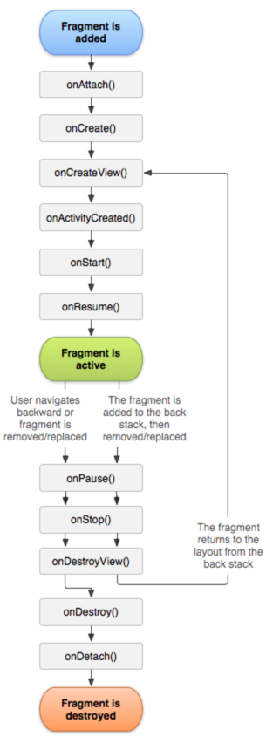 Fragment is
added
onAttach()
onCreate()
onCreateView()
onActivityCreated()
onStart()
onResume()
Fragment is
active
User navigates
backward or
fragment is
removed/replaced
The fragment is
added to the back
stack, then
removed/replaced
onPause()
onStop()
onDestroyView()
The fragment
returns to the
layout from the
back stack
onDestroy()
onDetach()
Fragment is
destroyed